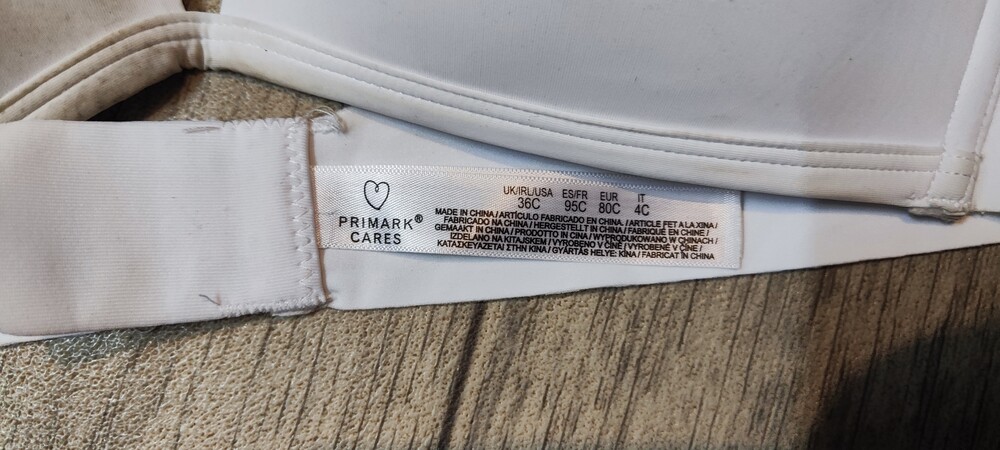 PRIMARK®
CARES
UK/IRL/USA ES/FR EUR IT
36C 95C 80C 4C
MADE IN CHINA / ARTÍCULO FABRICADO EN CHINA / ARTICLE FET A LA XINA /
FABRICADO NA CHINA / HERGESTELLT IN CHINA / FABRIQUÉ EN CHINE /
GEMAAKT IN CHINA / PRODOTTO IN CINA / WYPRODUKOWANO W CHINACH /
IZDELANO NA KITAJSKEM / VYROBENO V ČÍNĚ / VYROBENÉ V ČÍNE /
ΚΑΤΑΣΚΕΥΑΖΕΤΑΙ ΣΤΗΝ ΚΙΝΑ / GYÁRTÁS HELYE: KÍNA / FABRICAT ÎN CHINA